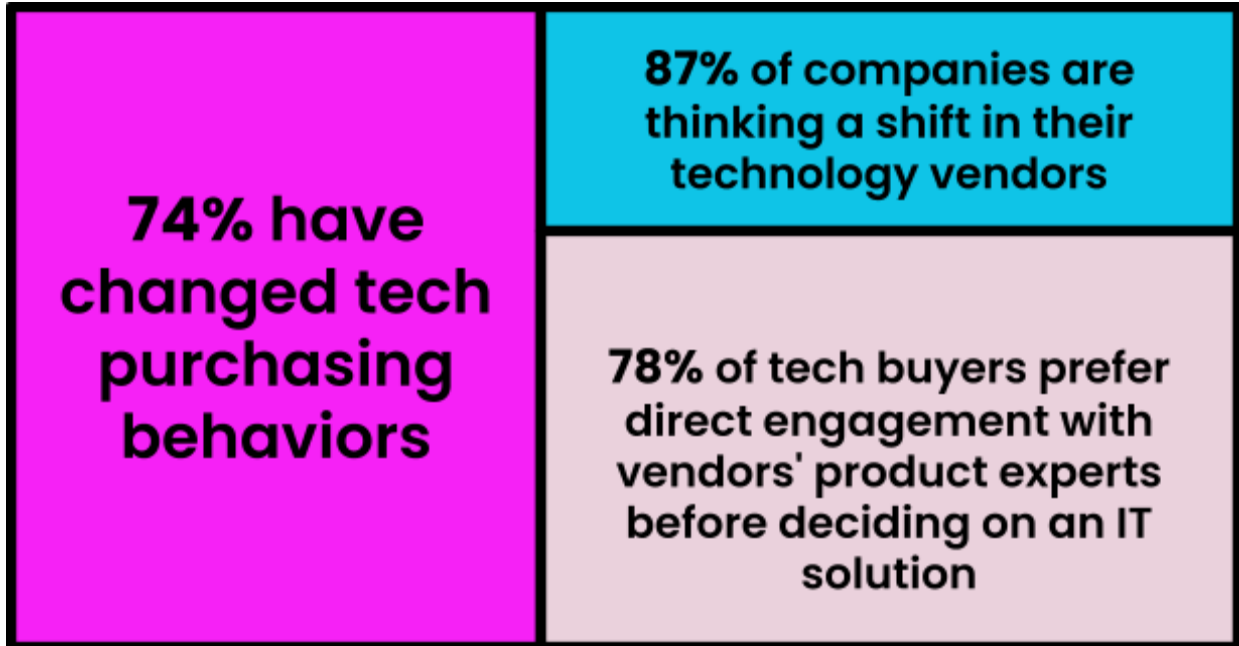 74% have
changed tech
purchasing
behaviors
87% of companies are
thinking a shift in their
technology vendors
78% of tech buyers prefer
direct engagement with
vendors' product experts
before deciding on an IT
solution